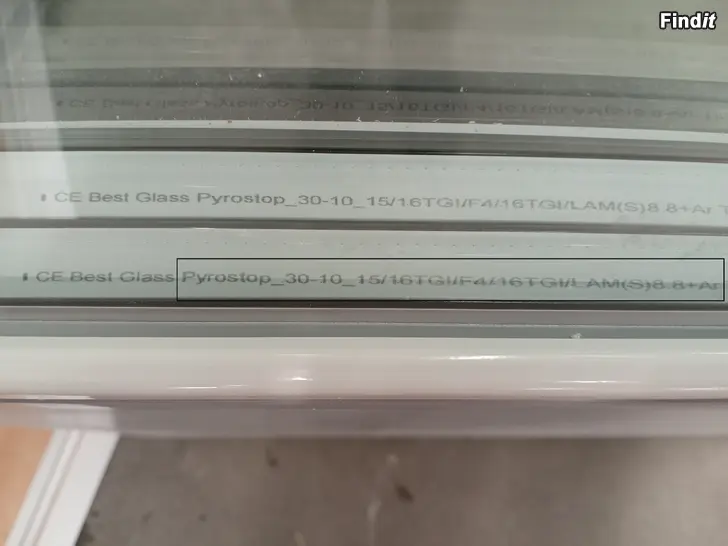 Findit
CE Best Glass Pyrostop_30-10_15/16TGI/F4/16TGI/LAM(S)8.8+Ar T
CE Best Glass Pyrostop_30-10_15/16TGI/F4/16TGI/LAM(S)8.8+Ar